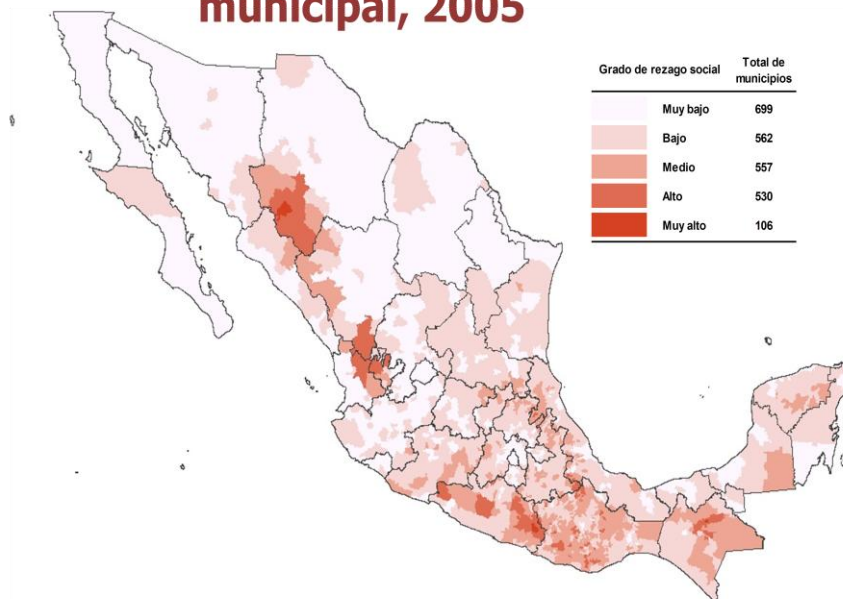 municipal, 2005
Grado de rezago social Total de municipios
Muy bajo 699
Bajo 562
Medio 557
Alto 530
Muy alto 106